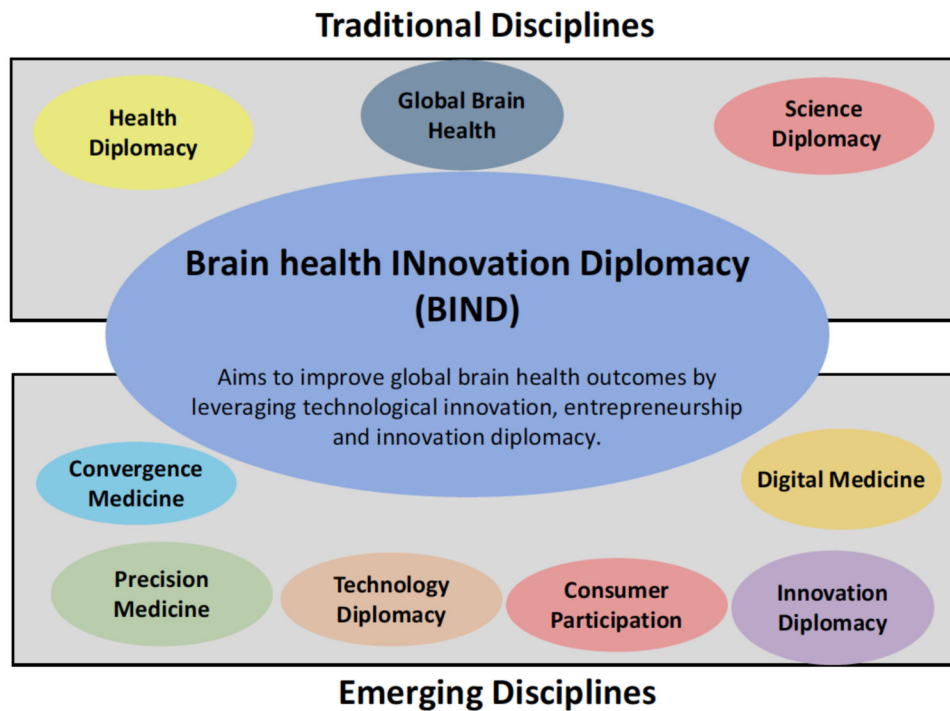 Traditional Disciplines
Health
Diplomacy
Global Brain
Health
Science
Diplomacy
Brain health INnovation Diplomacy
(BIND)
Aims to improve global brain health outcomes by
leveraging technological innovation, entrepreneurship
and innovation diplomacy.
Convergence
Medicine
Digital Medicine
Precision
Medicine
Technology
Diplomacy
Consumer
Participation
Innovation
Diplomacy
Emerging Disciplines